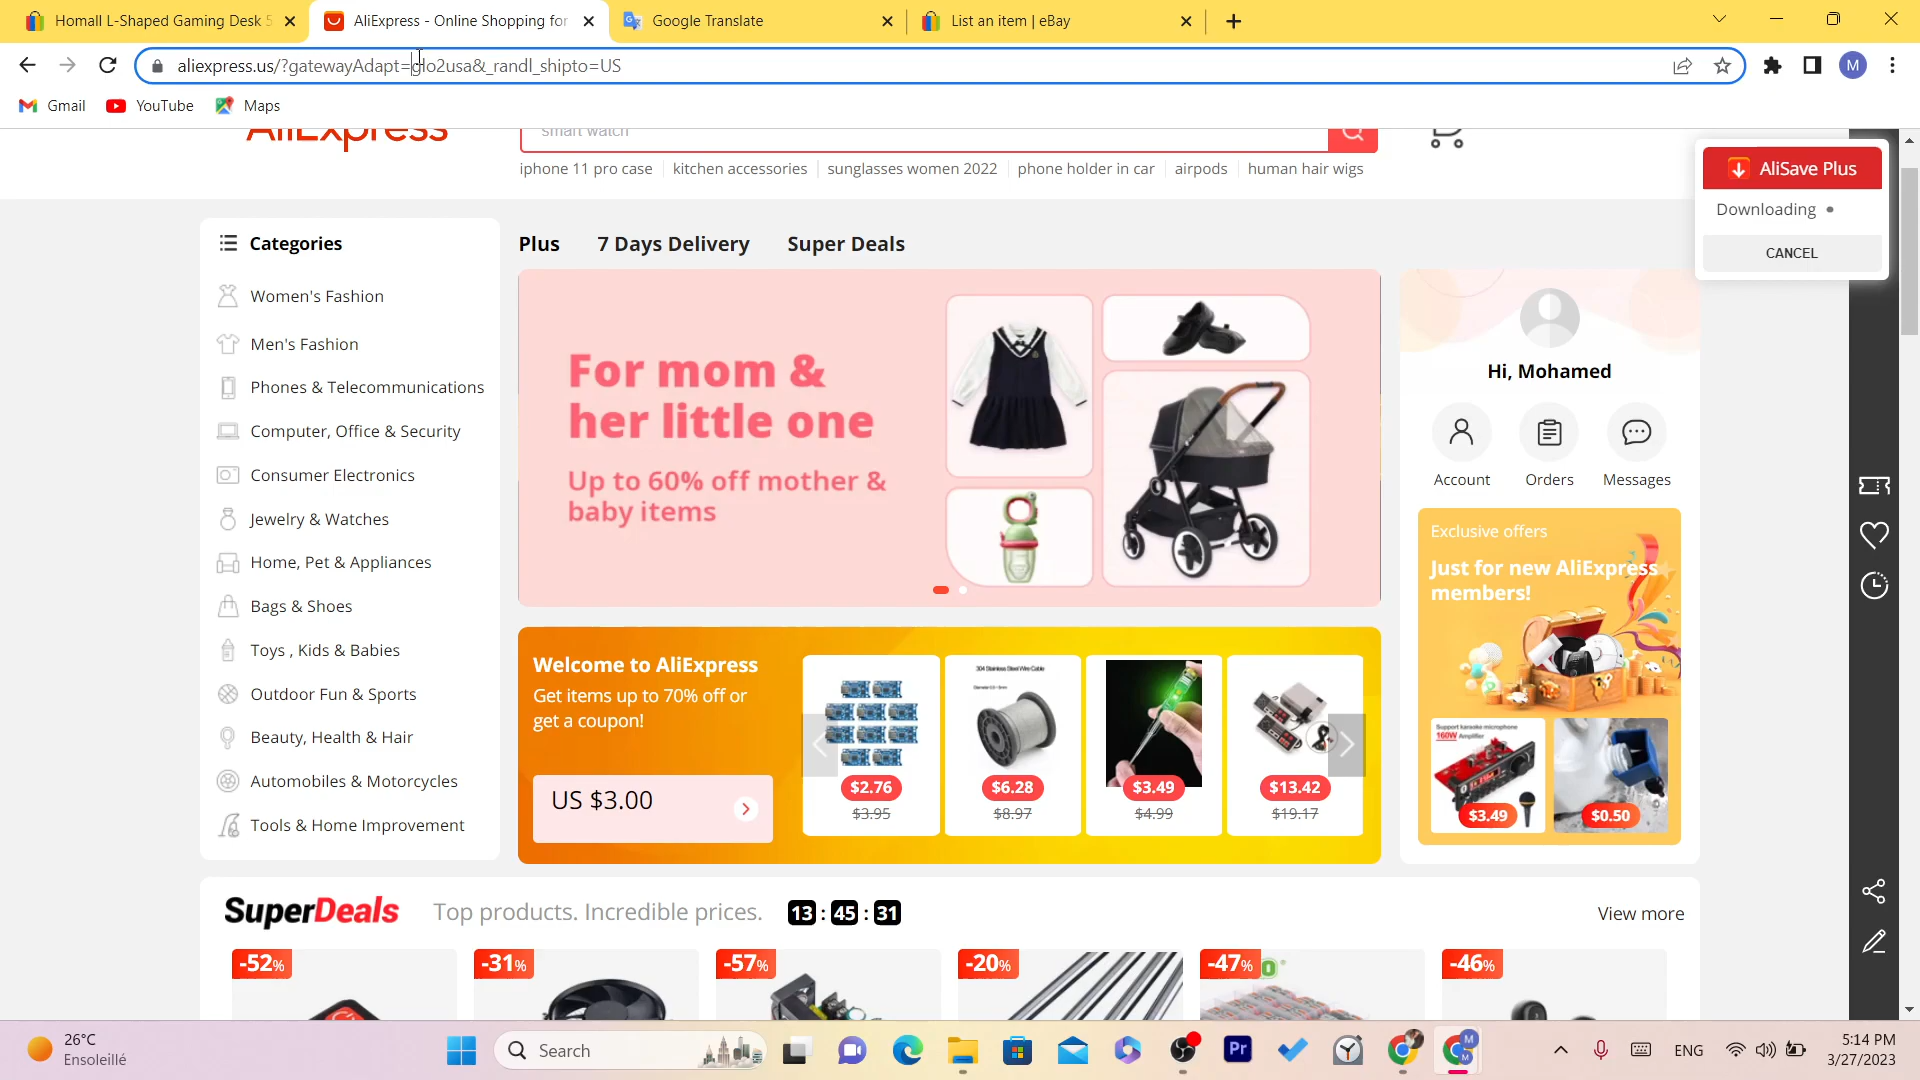 Homall L-Shaped Gaming Desk 5
AliExpress - Online Shopping for
Google Translate
List an item | eBay
aliexpress.us/?gatewayAdapt=glo2usa&_randl_shipto=US
M
Gmail
YouTube
Maps
AliExpress
smart watch
iphone 11 pro case
kitchen accessories
sunglasses women 2022
phone holder in car
airpods
human hair wigs
AliSave Plus
Downloading
CANCEL
Categories
Women's Fashion
Men's Fashion
Phones & Telecommunications
Computer, Office & Security
Consumer Electronics
Jewelry & Watches
Home, Pet & Appliances
Bags & Shoes
Toys , Kids & Babies
Outdoor Fun & Sports
Beauty, Health & Hair
Automobiles & Motorcycles
Tools & Home Improvement
Plus
7 Days Delivery
Super Deals
For mom &
her little one
Up to 60% off mother &
baby items
Hi, Mohamed
Account
Orders
Messages
Exclusive offers
Just for new AliExpress
members!
Support karaoke microphone
160W Amplifier
$3.49
$0.50
Welcome to AliExpress
Get items up to 70% off or
get a coupon!
US $3.00
$2.76
$3.95
304 Stainless Steel Wire Cable
$6.28
$8.97
$3.49
$4.99
$13.42
$19.17
SuperDeals
Top products. Incredible prices.
13 : 45 : 31
View more
-52%
-31%
-57%
-20%
-47%
-46%
26°C
Ensoleillé
Search
Pr
M
M
ENG
5:14 PM
3/27/2023